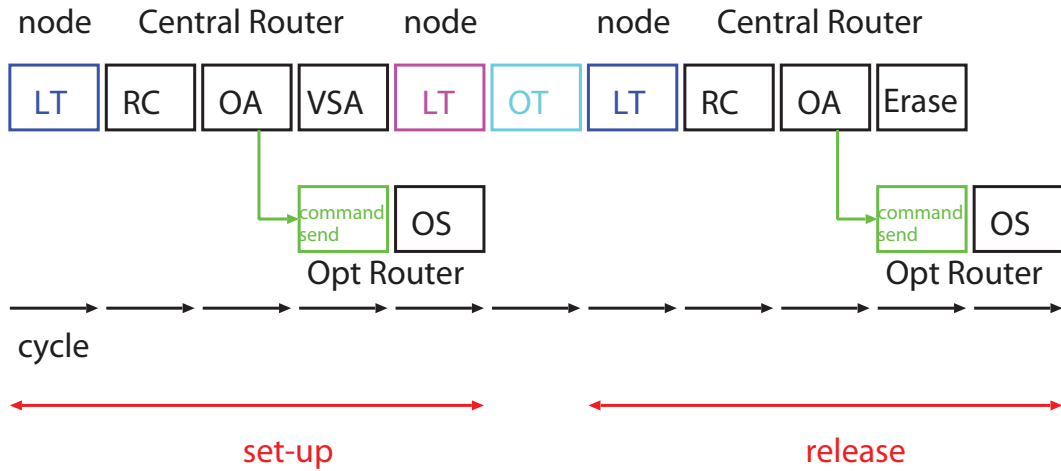 node Central Router node node Central Router
LT RC OA VSA LT OT LT RC OA Erase
command send OS command send OS
Opt Router Opt Router
cycle
set-up release